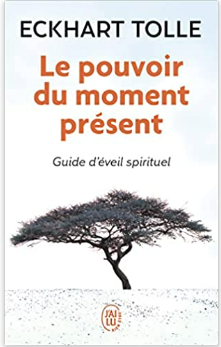 ECKHART TOLLE
Le pouvoir
du moment
présent
Guide d'éveil spirituel
J'AI
LU